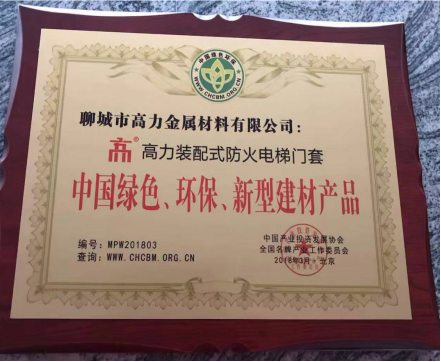 中国绿色环保
WWW.CHCBM.ORG.CN
聊城市高力金属材料有限公司：
高力装配式防火电梯门套
中国绿色、环保、新型建材产品
编号：MPW201803
查询：WWW.CHCBM.ORG.CN
中国产业投资发展协会
全国名牌产业工作委员会
2018年3月·北京